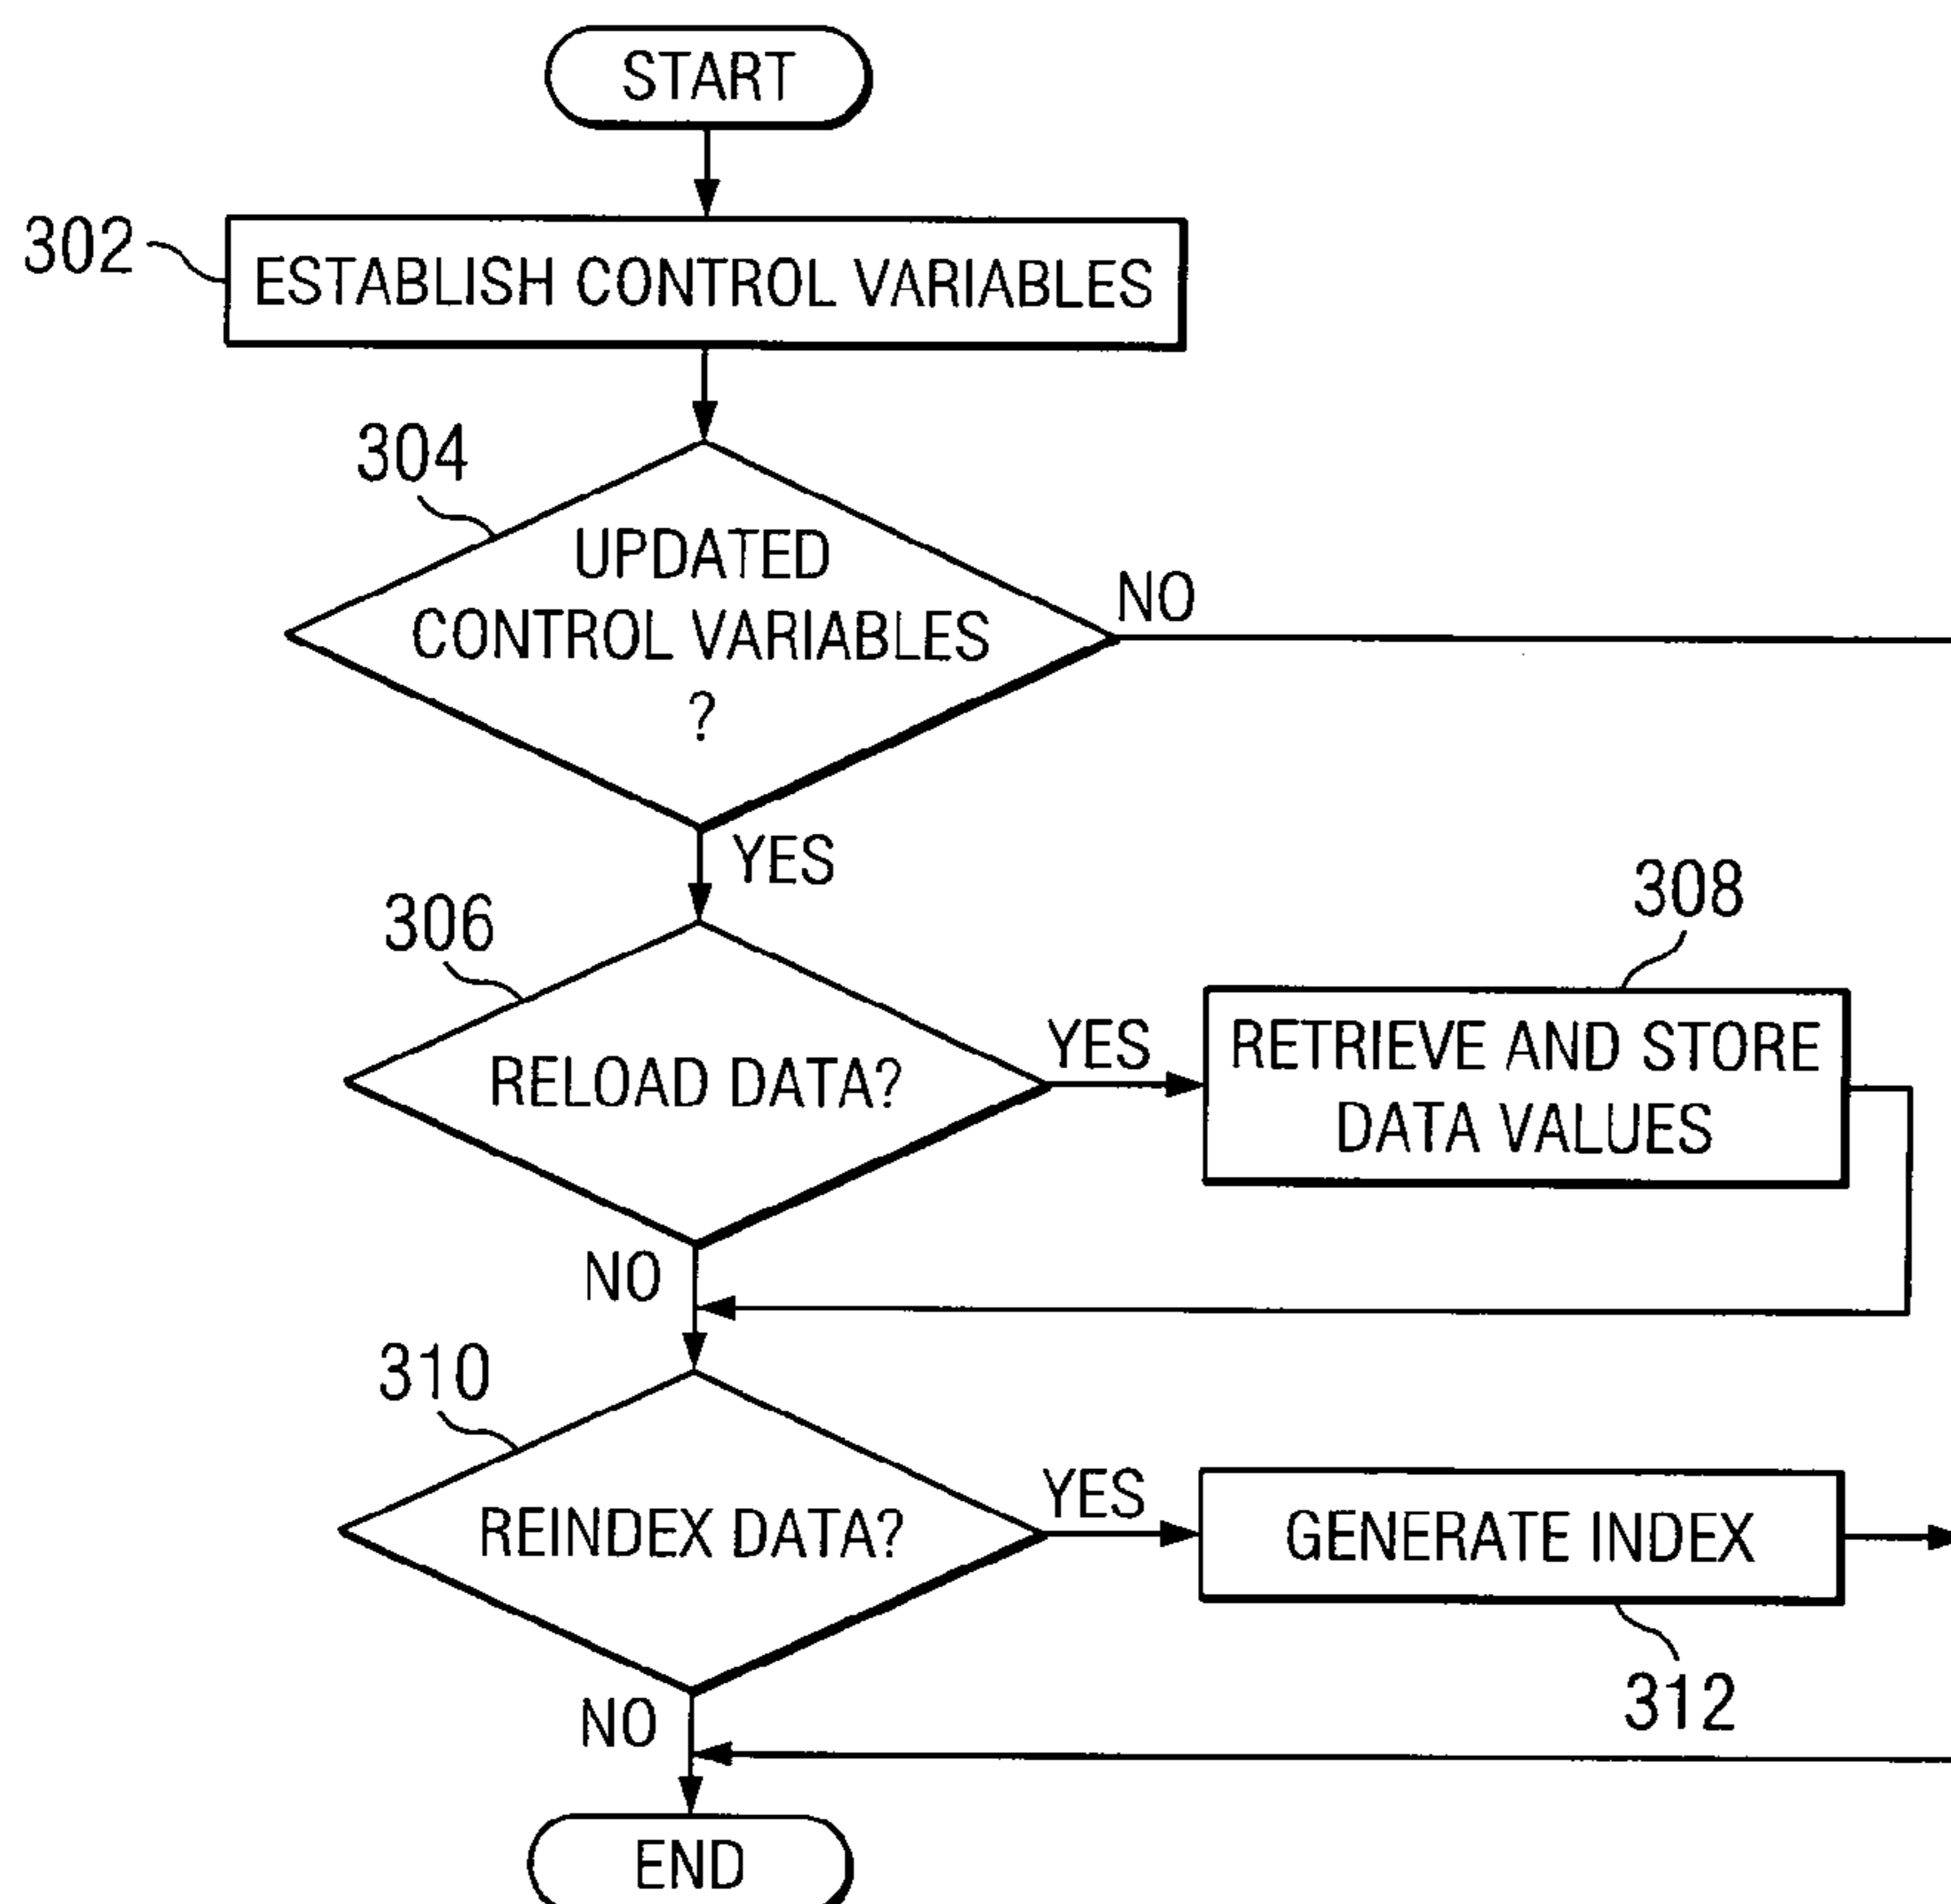 START
302
ESTABLISH CONTROL VARIABLES
304
UPDATED
CONTROL VARIABLES
?
NO
YES
306
308
RELOAD DATA?
YES
RETRIEVE AND STORE
DATA VALUES
NO
310
REINDEX DATA?
YES
GENERATE INDEX
312
NO
END